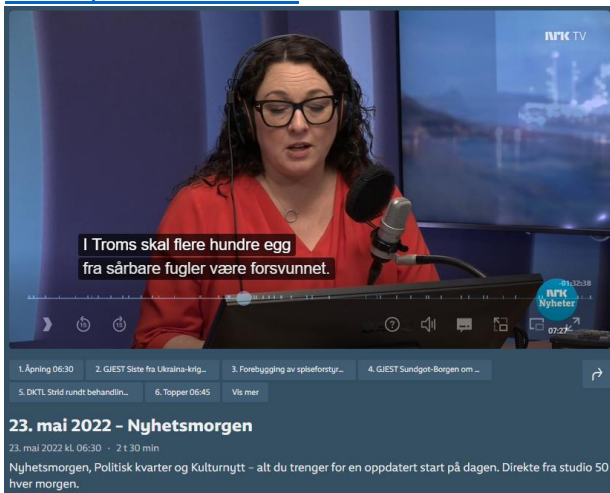 NRK TV
I Troms skal flere hundre egg
fra sårbare fugler være forsvunnet.
-01:32:38
NRK
Nyheter
15 15 ?
07:27
1. Åpning 06:30 2. GJEST Siste fra Ukraina-krig... 3. Forebygging av spiseforstyr... 4. GJEST Sundgot-Borgen om ...
5. DKTL Strid rundt behandlin... 6. Topper 06:45 Vis mer
23. mai 2022 – Nyhetsmorgen
23. mai 2022 kl. 06:30 · 2 t 30 min
Nyhetsmorgen, Politisk kvarter og Kulturnytt – alt du trenger for en oppdatert start på dagen. Direkte fra studio 50
hver morgen.